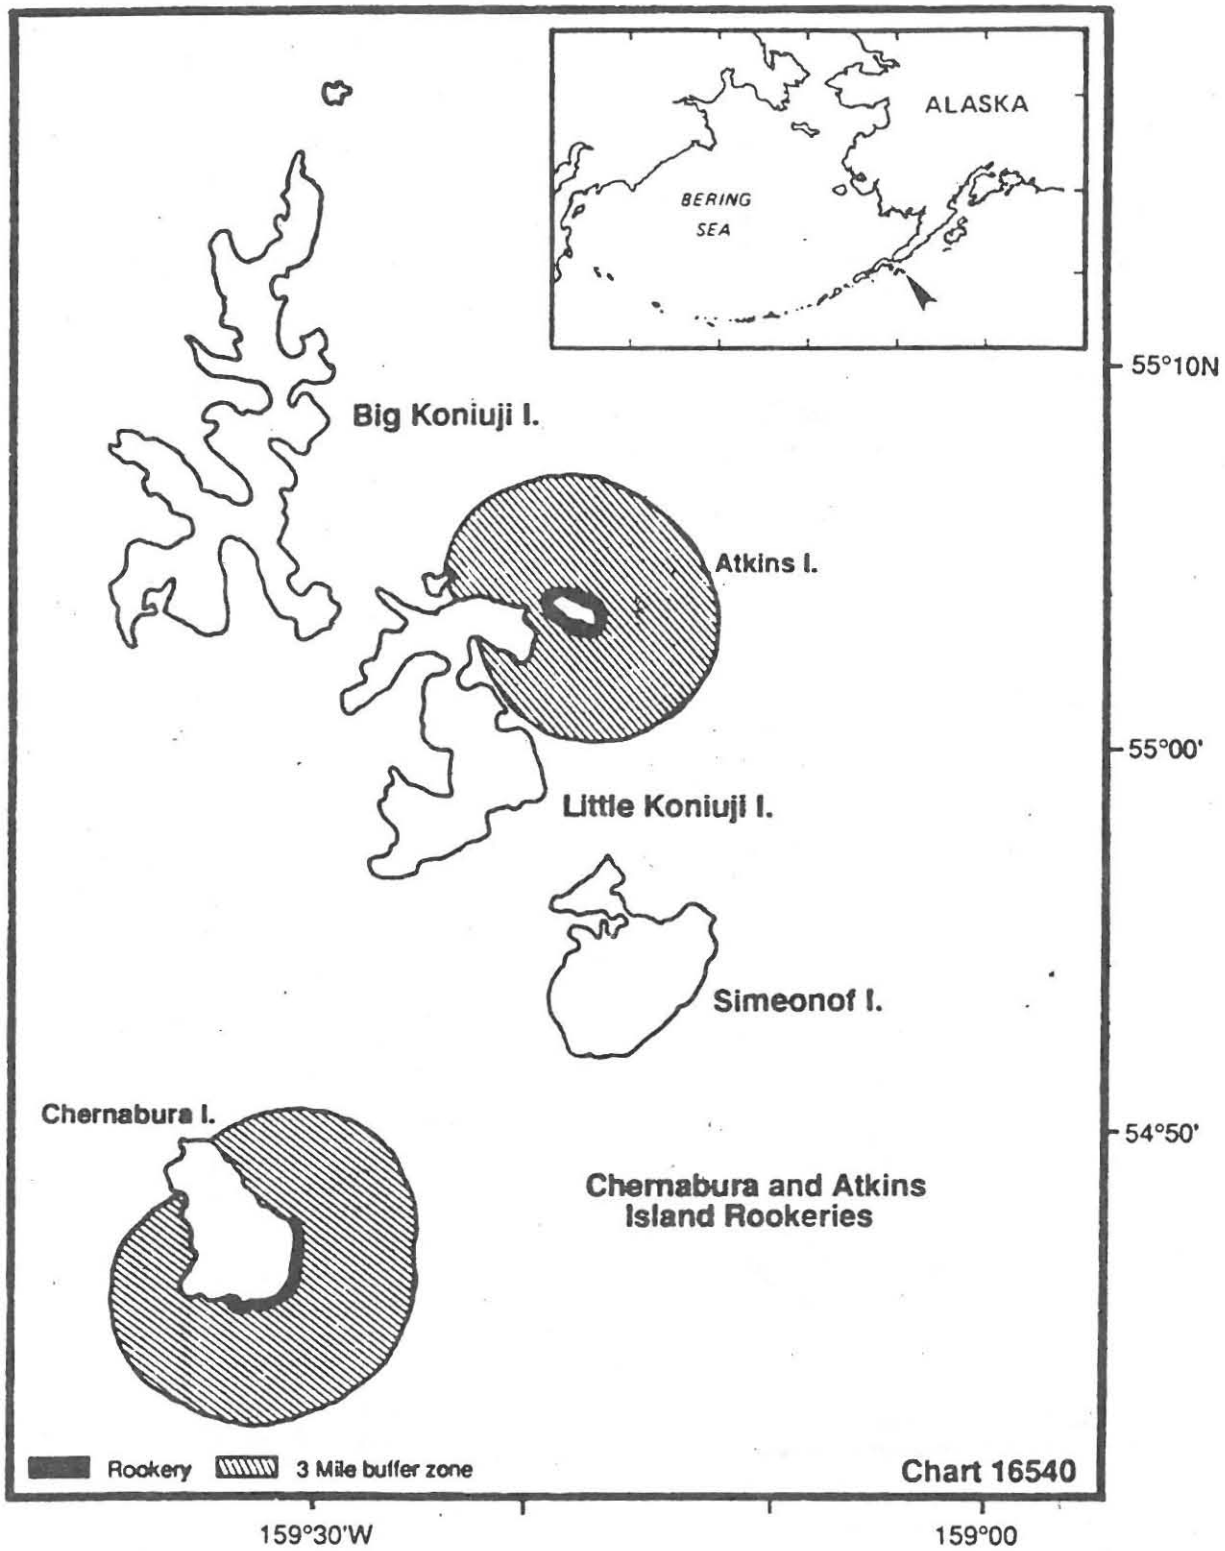 ALASKA
BERING
SEA
55°10N
Big Koniuji I.
Atkins I.
55°00'
Little Koniuji I.
Simeonof I.
Chernabura I.
54°50'
Chernabura and Atkins
Island Rookeries
Rookery
3 Mile buffer zone
Chart 16540
159°30'W
159°00